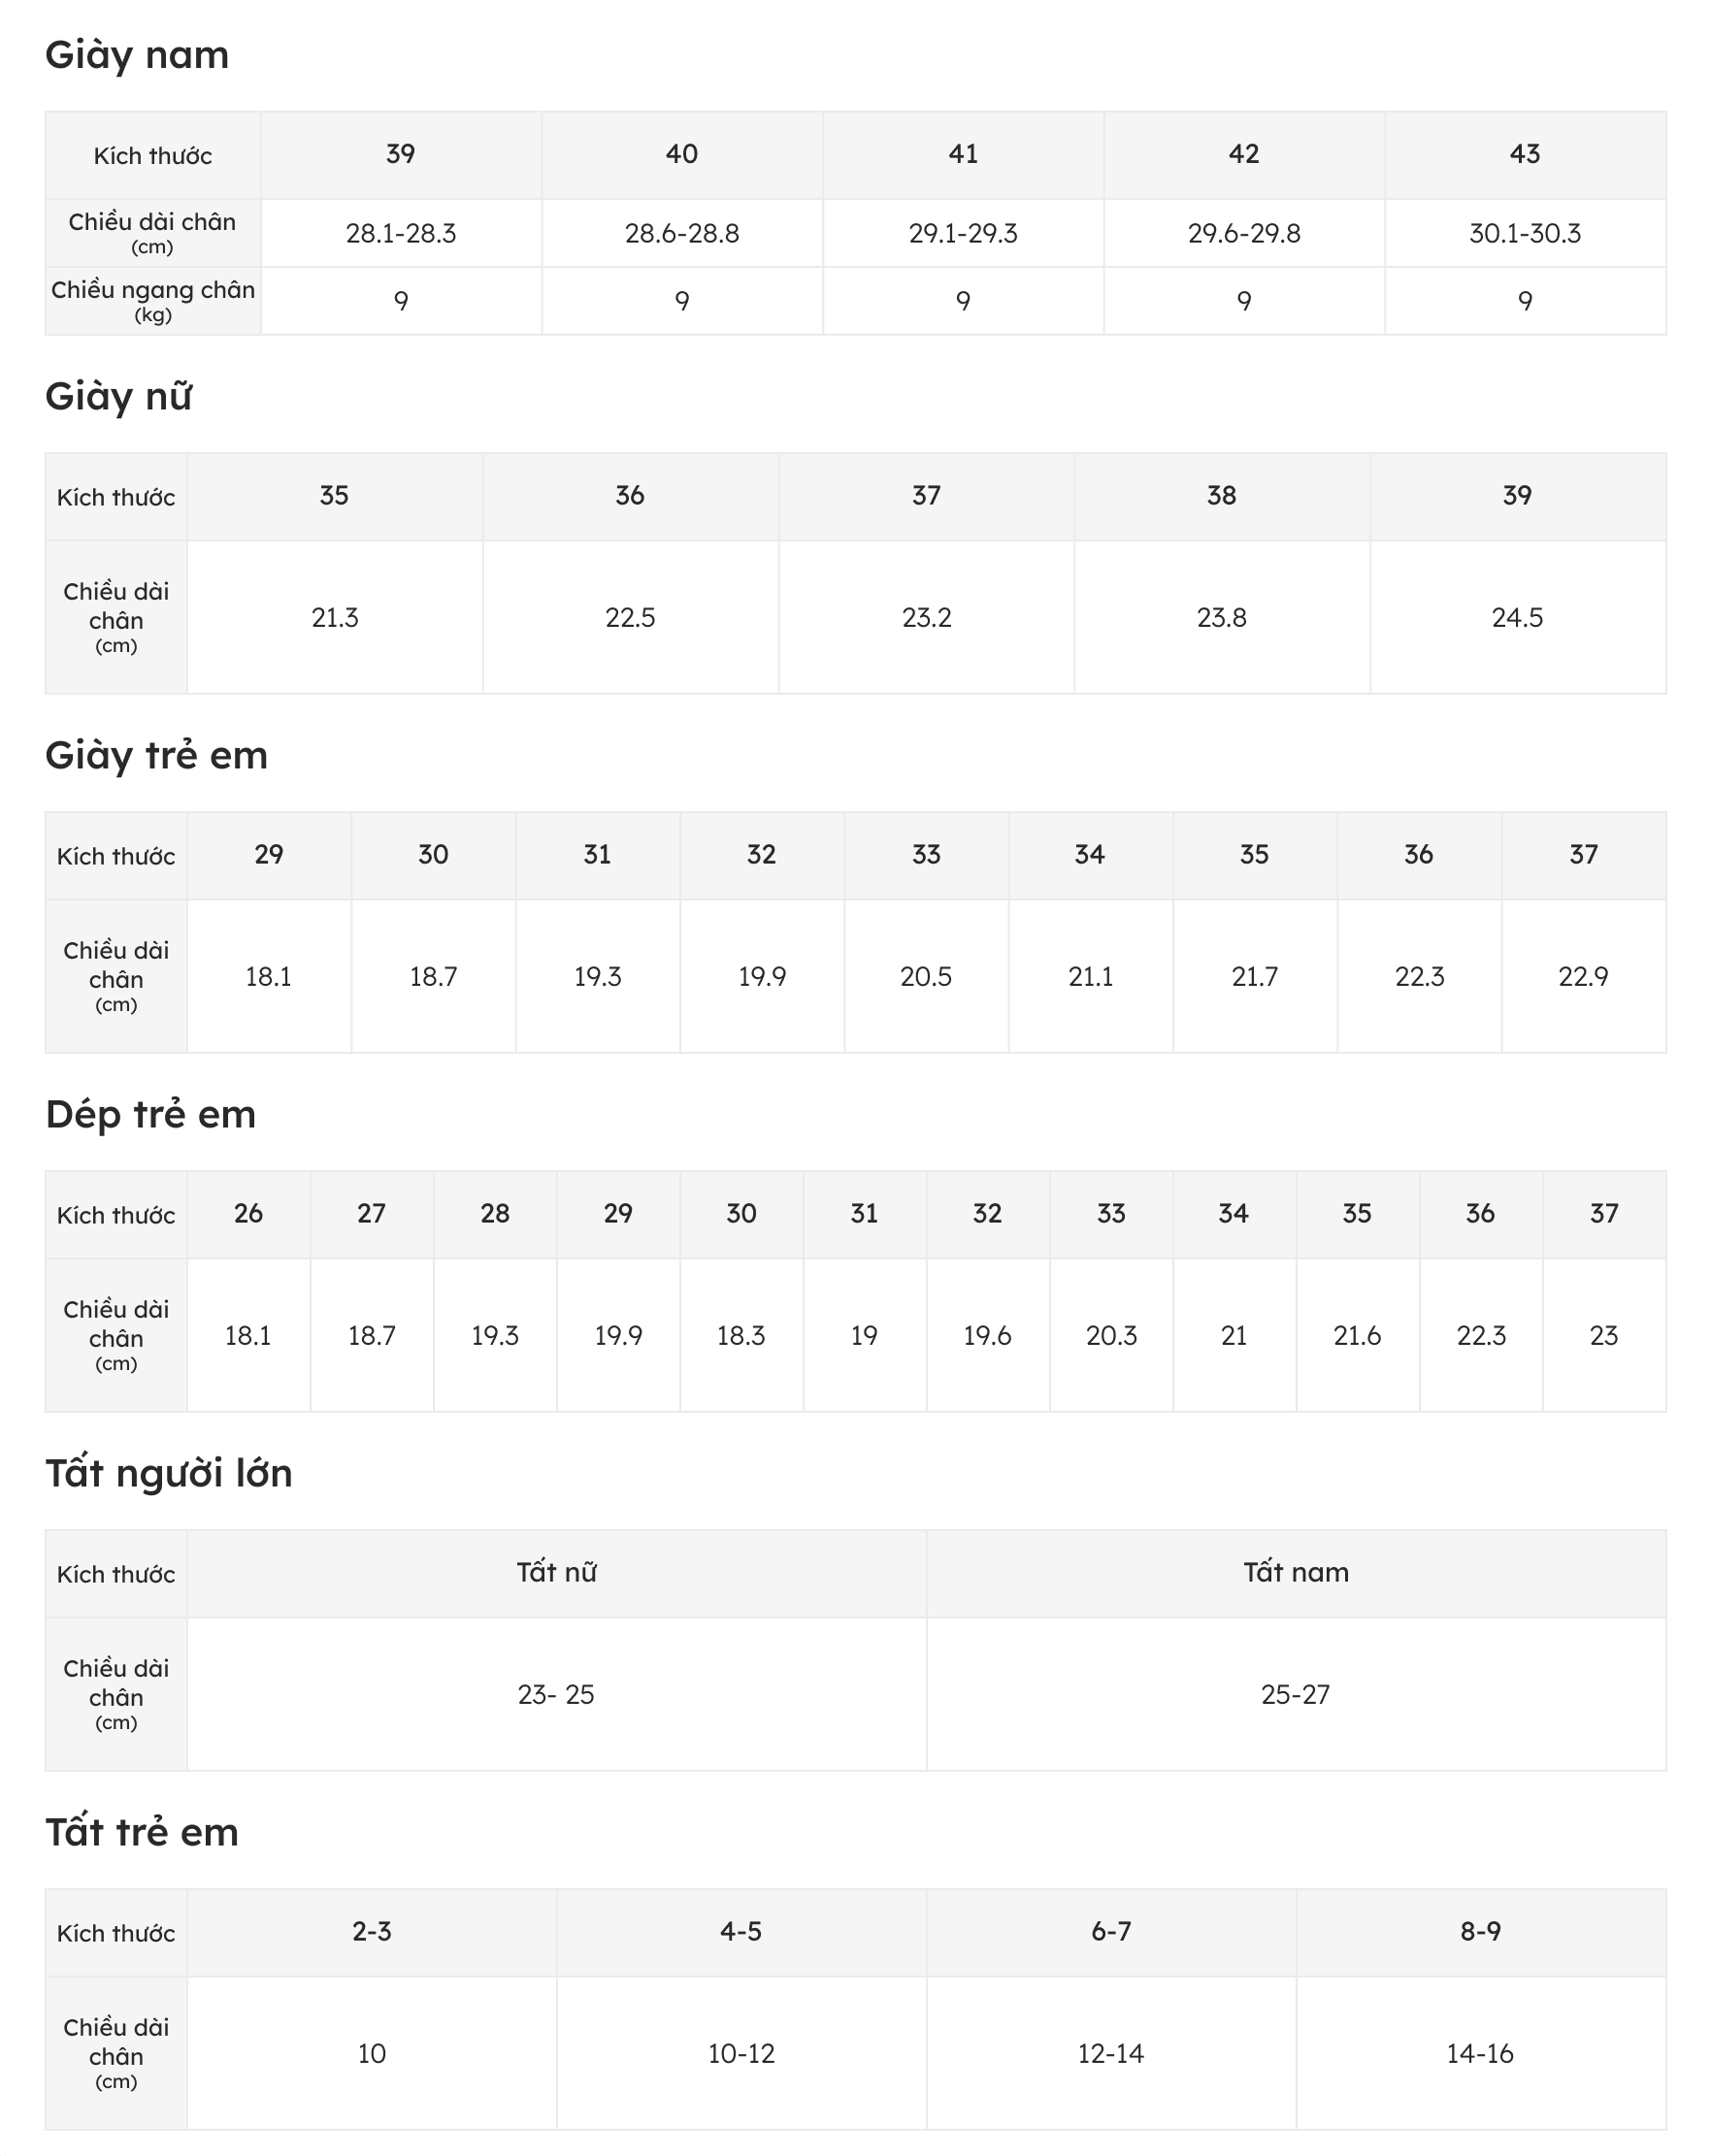 Giày nam
Kích thước 39 40 41 42 43
Chiều dài chân
(cm) 28.1-28.3 28.6-28.8 29.1-29.3 29.6-29.8 30.1-30.3
Chiều ngang chân
(kg) 9 9 9 9 9
Giày nữ
Kích thước 35 36 37 38 39
Chiều dài
chân
(cm) 21.3 22.5 23.2 23.8 24.5
Giày trẻ em
Kích thước 29 30 31 32 33 34 35 36 37
Chiều dài
chân
(cm) 18.1 18.7 19.3 19.9 20.5 21.1 21.7 22.3 22.9
Dép trẻ em
Kích thước 26 27 28 29 30 31 32 33 34 35 36 37
Chiều dài
chân
(cm) 18.1 18.7 19.3 19.9 18.3 19 19.6 20.3 21 21.6 22.3 23
Tất người lớn
Kích thước Tất nữ Tất nam
Chiều dài
chân
(cm) 23- 25 25-27
Tất trẻ em
Kích thước 2-3 4-5 6-7 8-9
Chiều dài
chân
(cm) 10 10-12 12-14 14-16